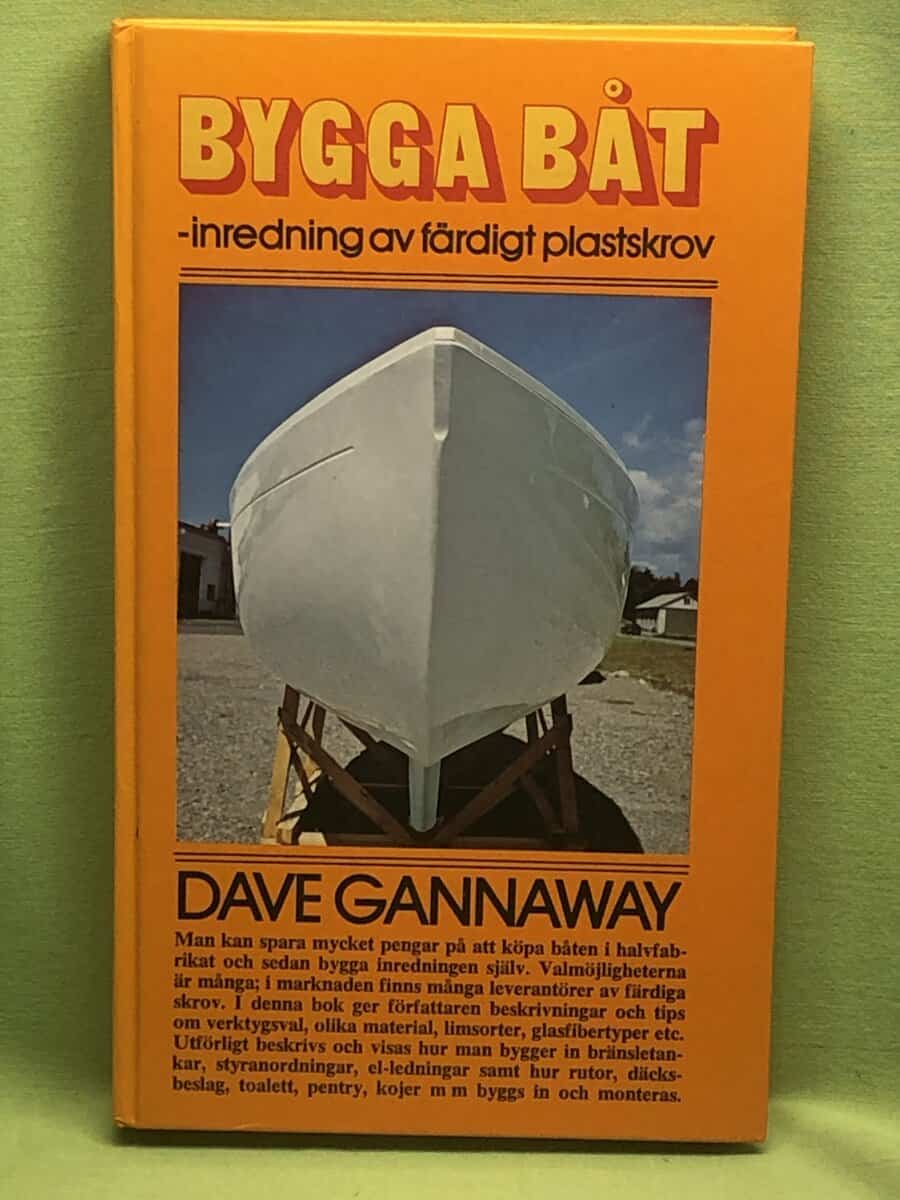 BYGGA BÅT
-inredning av färdigt plastskrov
DAVE GANNAWAY
Man kan spara mycket pengar på att köpa båten i halvfab-
rikat och sedan bygga inredningen själv. Valmöjligheterna
är många; i marknaden finns många leverantörer av färdiga
skrov. I denna bok ger författaren beskrivningar och tips
om verktygsval, olika material, limsorter, glasfibertyper etc.
Utförligt beskrivs och visas hur man bygger in bränsletan-
kar, styranordningar, el-ledningar samt hur rutor, däcks-
beslag, toalett, pentry, kojer m m byggs in och monteras.